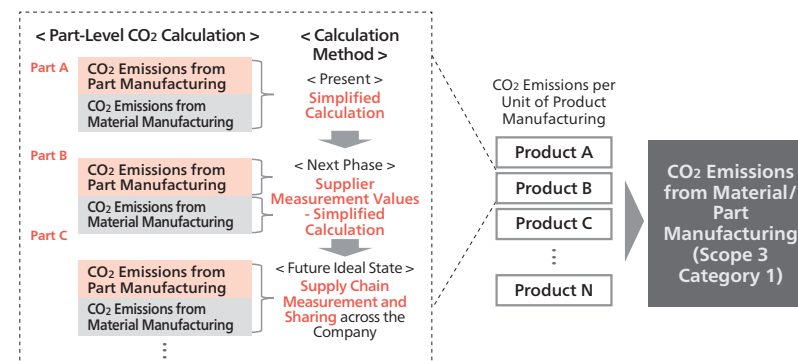 < Part-Level CO2 Calculation >
Part A
CO2 Emissions from
Part Manufacturing
CO2 Emissions from
Material Manufacturing
Part B
CO2 Emissions from
Part Manufacturing
CO2 Emissions from
Material Manufacturing
Part C
CO2 Emissions from
Part Manufacturing
CO2 Emissions from
Material Manufacturing
⋮
< Calculation
Method >
< Present >
Simplified
Calculation
< Next Phase >
Supplier
Measurement Values
- Simplified
Calculation
< Future Ideal State >
Supply Chain
Measurement and
Sharing across the
Company
CO2 Emissions per
Unit of Product
Manufacturing
Product A
Product B
Product C
⋮
Product N
CO2 Emissions
from Material/
Part
Manufacturing
(Scope 3
Category 1)